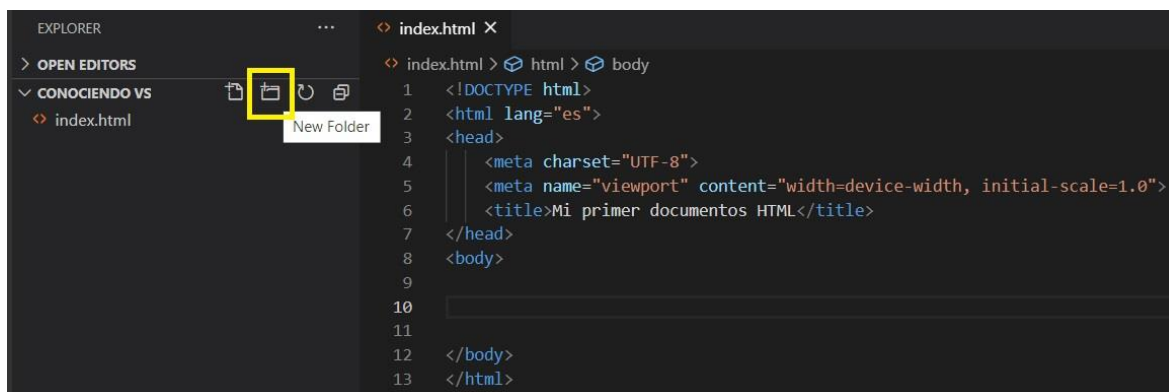 EXPLORER
OPEN EDITORS
CONOCIENDO VS
index.html
New Folder
index.html
index.html > html > body
1 <!DOCTYPE html>
2 <html lang="es">
3 <head>
4 <meta charset="UTF-8">
5 <meta name="viewport" content="width=device-width, initial-scale=1.0">
6 <title>Mi primer documentos HTML</title>
7 </head>
8 <body>
9
10
11
12 </body>
13 </html>